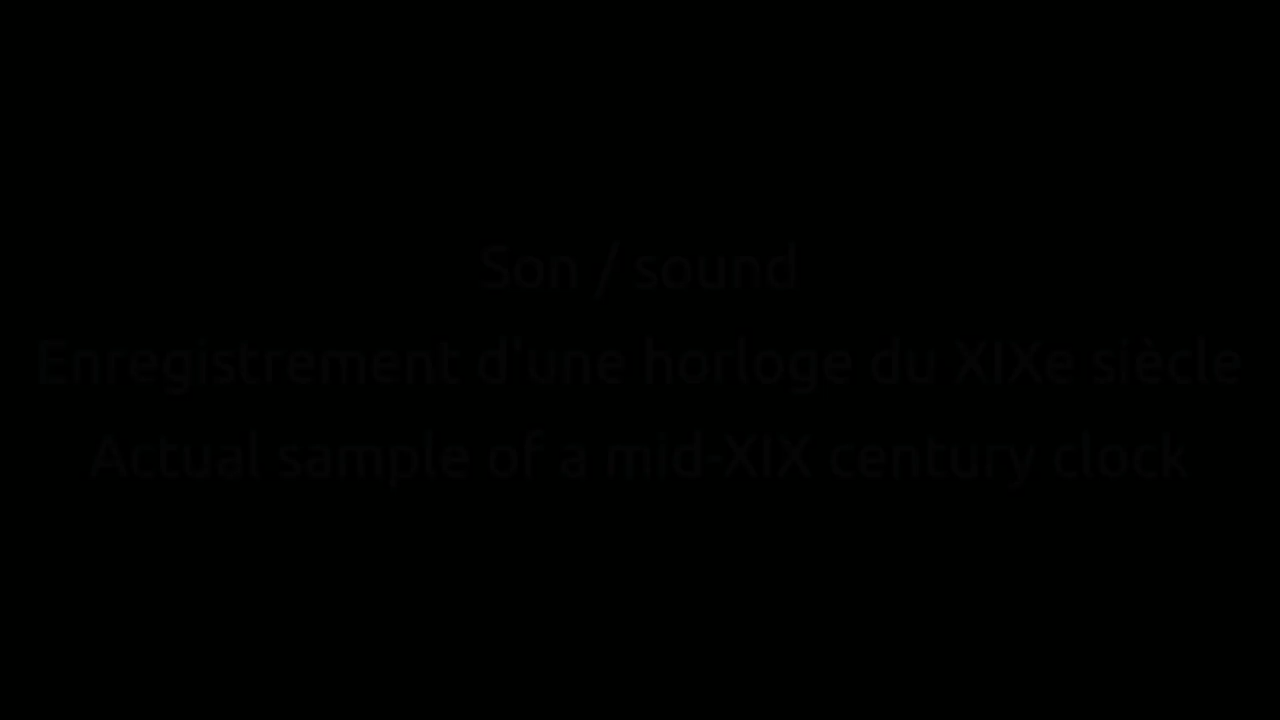 Son / sound
Enregistrement d'une horloge du XIXe siècle
Actual sample of a mid-XIX century clock